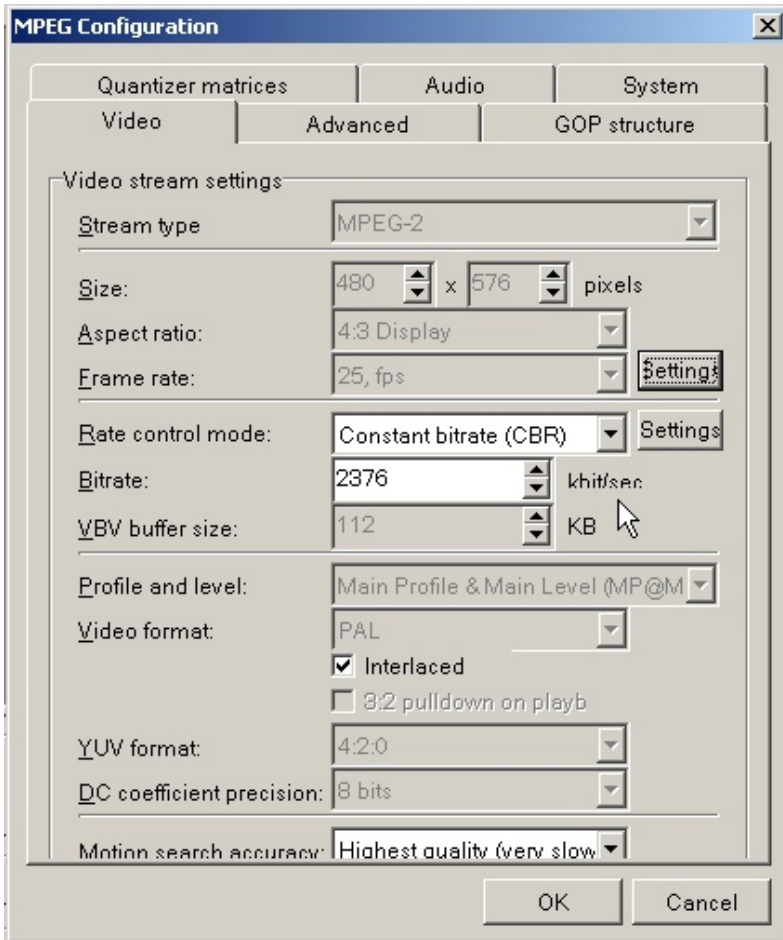 MPEG Configuration
Quantizer matrices Audio System
Video Advanced GOP structure
Video stream settings
Stream type MPEG-2
Size: 480 x 576 pixels
Aspect ratio: 4:3 Display
Frame rate: 25, fps Settings
Rate control mode: Constant bitrate (CBR) Settings
Bitrate: 2376 kbit/sec
VBV buffer size: 112 KB
Profile and level: Main Profile & Main Level (MP@M
Video format: PAL
Interlaced
3:2 pulldown on playb
YUV format: 4:2:0
DC coefficient precision: 8 bits
Motion search accuracy: Highest quality (very slow
OK Cancel